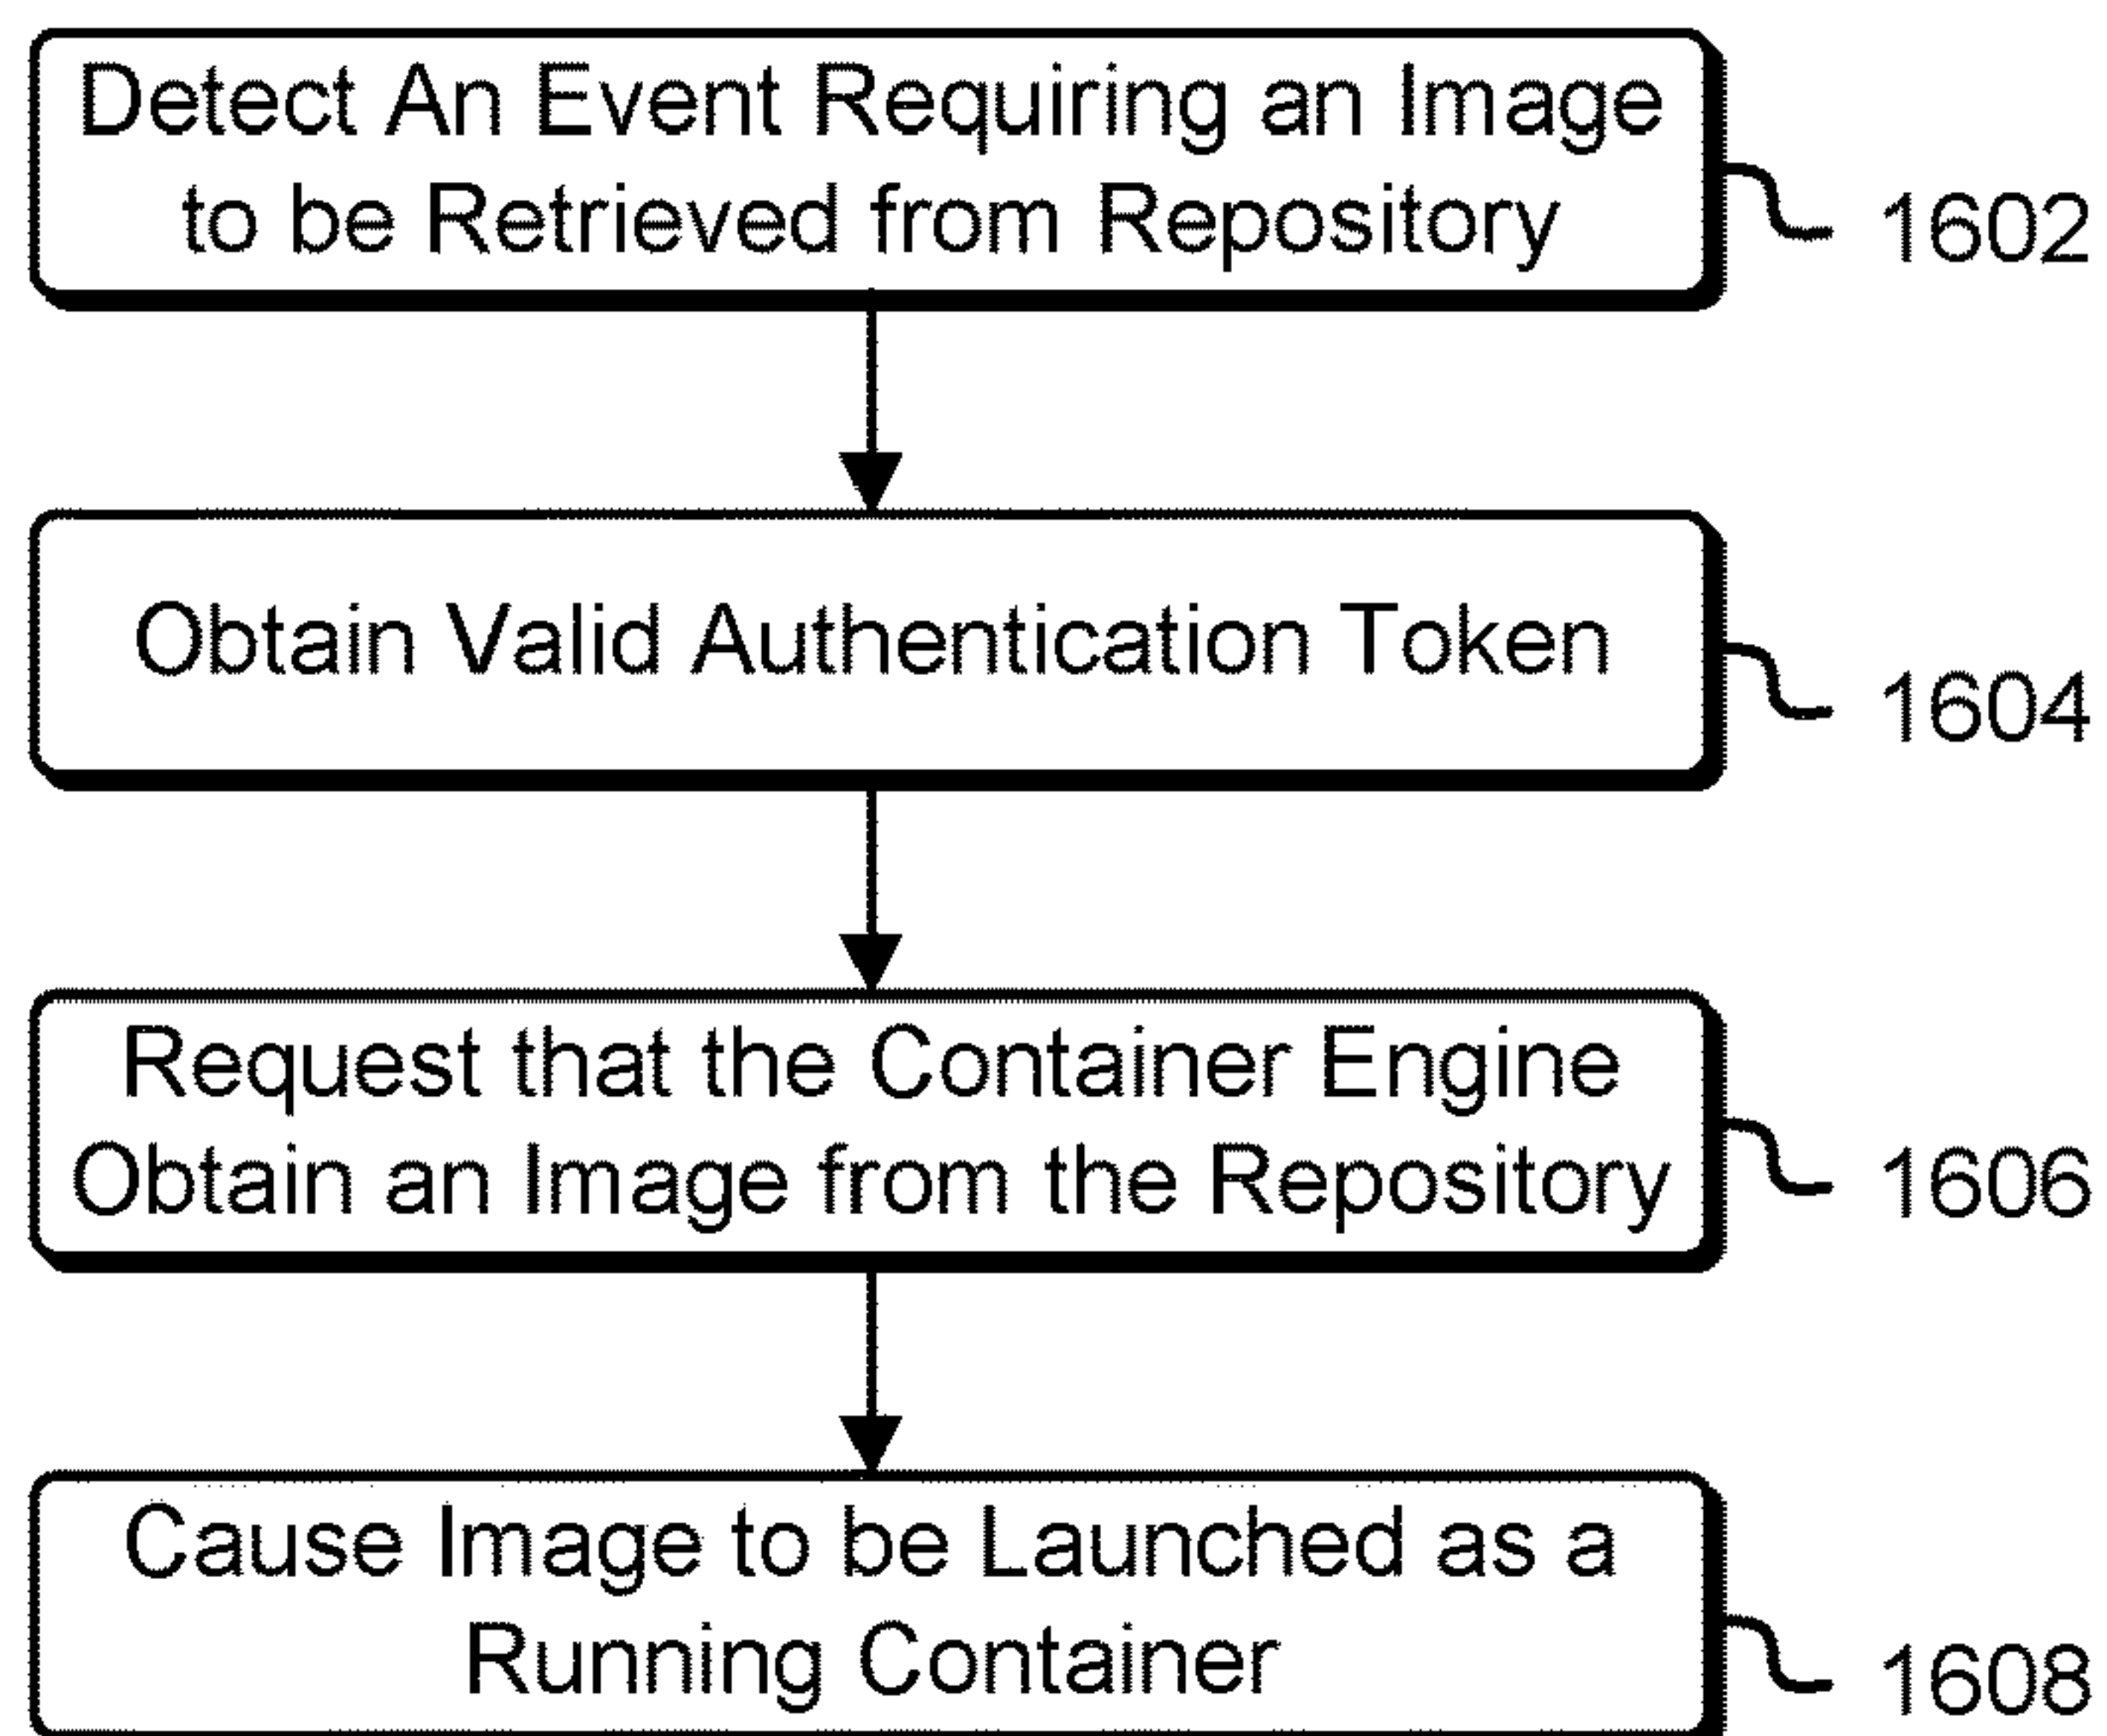 Detect An Event Requiring an Image
to be Retrieved from Repository
1602
Obtain Valid Authentication Token
1604
Request that the Container Engine
Obtain an Image from the Repository
1606
Cause Image to be Launched as a
Running Container
1608